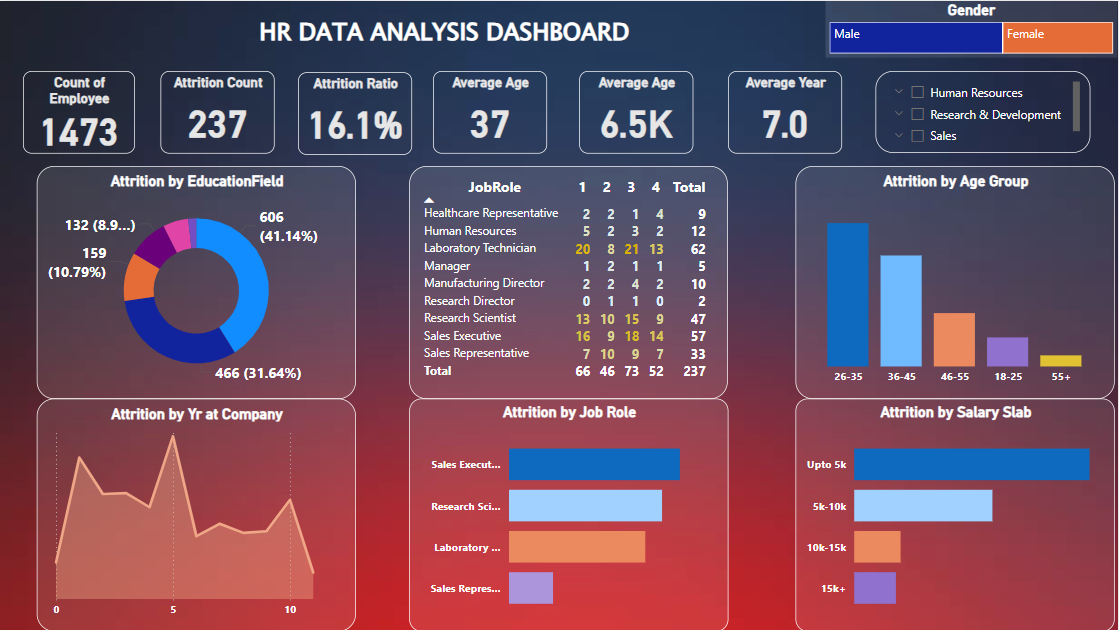 HR DATA ANALYSIS DASHBOARD
Gender
Male Female
Count of
Employee
1473
Attrition Count
237
Attrition Ratio
16.1%
Average Age
37
Average Age
6.5K
Average Year
7.0
Human Resources
Research & Development
Sales
Attrition by EducationField
606
(41.14%)
132 (8.9...)
159
(10.79%)
466 (31.64%)
JobRole 1 2 3 4 Total
Healthcare Representative 2 2 1 4 9
Human Resources 5 2 3 2 12
Laboratory Technician 20 8 21 13 62
Manager 1 2 1 1 5
Manufacturing Director 2 2 4 2 10
Research Director 0 1 1 0 2
Research Scientist 13 10 15 9 47
Sales Executive 16 9 18 14 57
Sales Representative 7 10 9 7 33
Total 66 46 73 52 237
Attrition by Age Group
26-35 36-45 46-55 18-25 55+
Attrition by Yr at Company
0 5 10
Attrition by Job Role
Sales Execut...
Research Sci...
Laboratory ...
Sales Repres...
Attrition by Salary Slab
Upto 5k
5k-10k
10k-15k
15k+